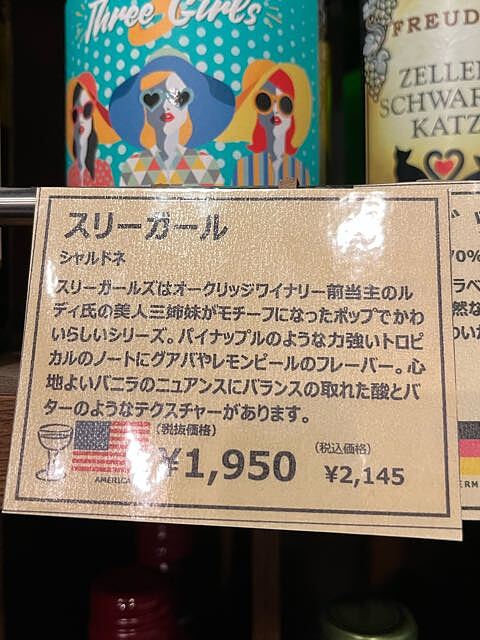 Three Girls
FREUD
ZELLE
SCHWAR
KATZ
スリーガール
シャルドネ
スリーガールズはオークリッジワイナリー前当主のル
ディ氏の美人三姉妹がモチーフになったポップでかわ
いらしいシリーズ。パイナップルのような力強いトロピ
カルのノートにグアバやレモンピールのフレーバー。心
地よいバニラのニュアンスにバランスの取れた酸とバ
ターのようなテクスチャーがあります。
(税抜価格)
¥1,950
(税込価格)
¥2,145
AMERICA
70%
ラベ
然な
ERM